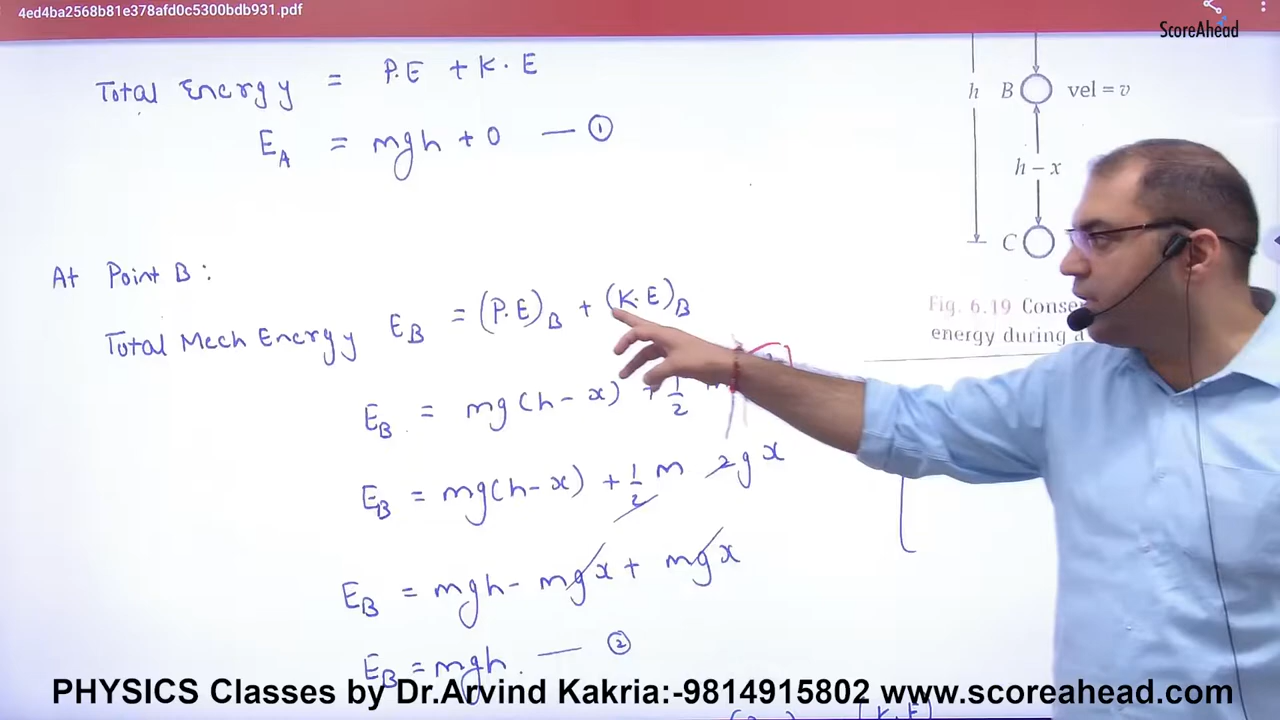 4ed4ba2568b81e378afd0c5300bdb931.pdf
ScoreAhead
Total Energy = P.E + K.E
E_A = mgh + 0 — ①
h B vel = v
h – x
C
At Point B :
Total Mech Energy E_B = (P.E)_B + (K.E)_B
Fig. 6.19
energy during
E_B = mg(h - x) + 1/2
E_B = mg(h - x) + 1/2 m 2gx
E_B = mgh - mgx + mgx
E_B = mgh. — ②
PHYSICS Classes by Dr.Arvind Kakria:-9814915802 www.scoreahead.com